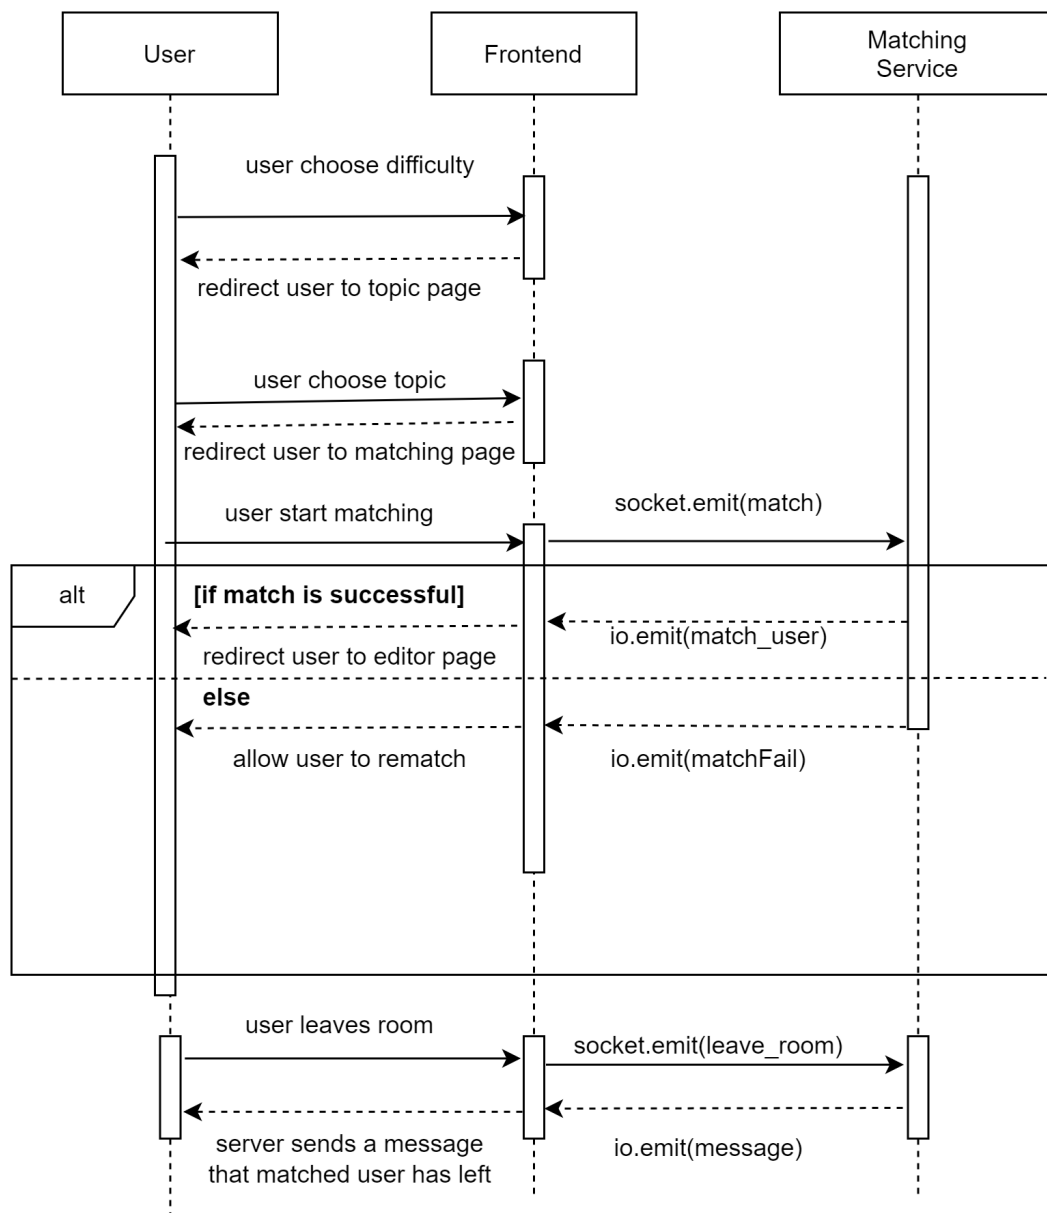 User
Frontend
Matching
Service
user choose difficulty
redirect user to topic page
user choose topic
redirect user to matching page
user start matching
socket.emit(match)
alt
[if match is successful]
io.emit(match_user)
redirect user to editor page
else
allow user to rematch
io.emit(matchFail)
user leaves room
socket.emit(leave_room)
server sends a message
that matched user has left
io.emit(message)